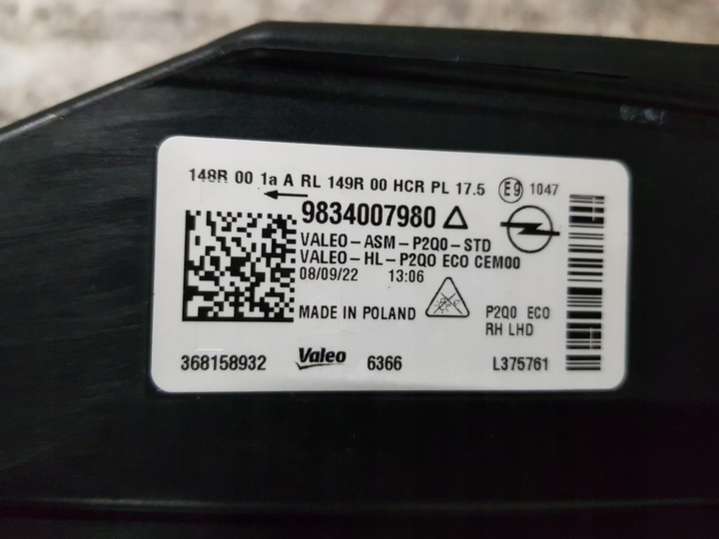 148R 00 1a A RL 149R 00 HCR PL 17.5 E9 1047
9834007980
VALEO-ASM-P2Q0-STD
VALEO-HL-P2Q0 ECO CEM00
08/09/22 13:06
MADE IN POLAND
P2Q0 ECO
RH LHD
368158932 Valeo 6366 L375761